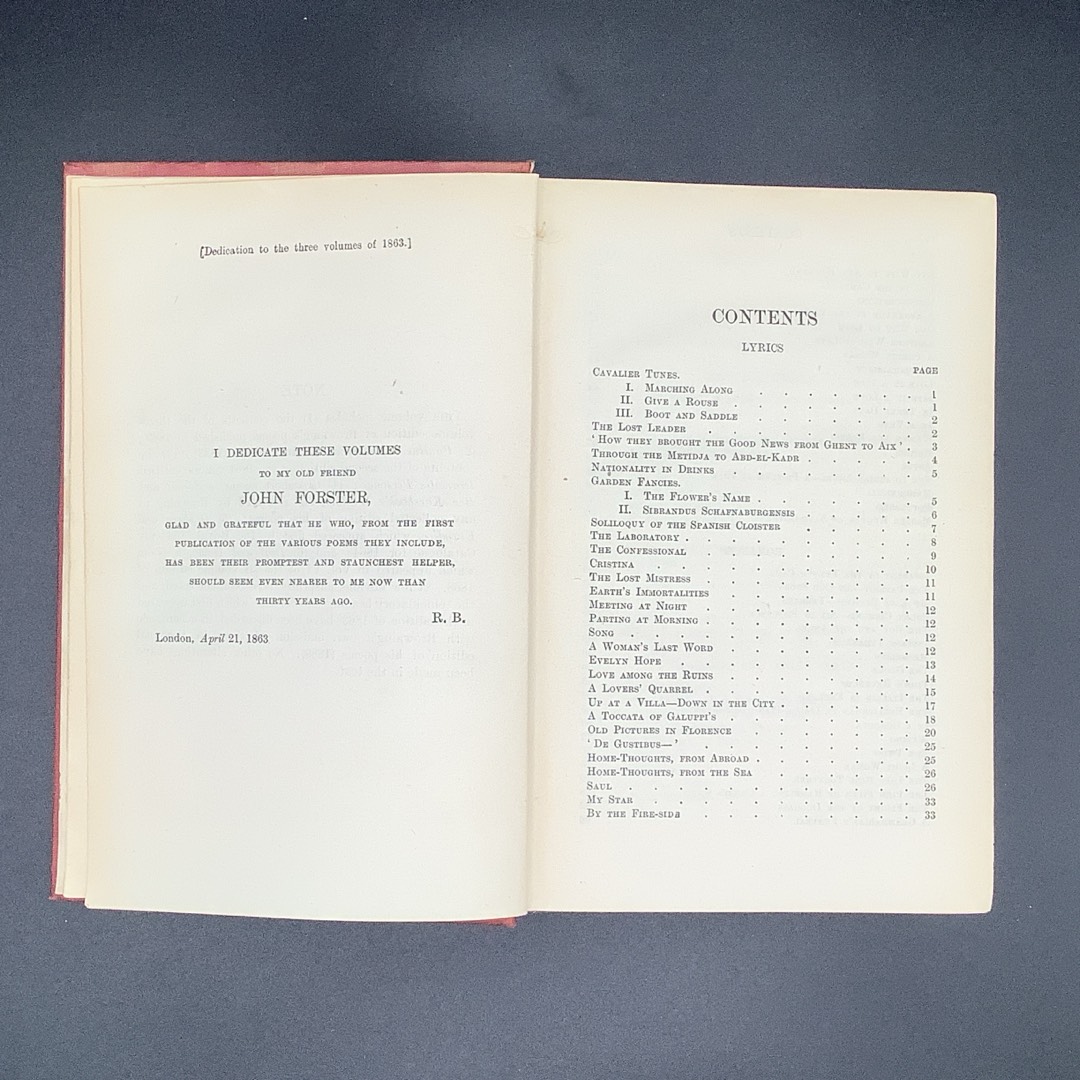 [Dedication to the three volumes of 1863.]
I DEDICATE THESE VOLUMES
TO MY OLD FRIEND
JOHN FORSTER,
GLAD AND GRATEFUL THAT HE WHO, FROM THE FIRST
PUBLICATION OF THE VARIOUS POEMS THEY INCLUDE,
HAS BEEN THEIR PROMPTEST AND STAUNCHEST HELPER,
SHOULD SEEM EVEN NEARER TO ME NOW THAN
THIRTY YEARS AGO.
R. B.
London, April 21, 1863
CONTENTS
LYRICS
PAGE
CAVALIER TUNES.
I. MARCHING ALONG . . . . . . . 1
II. GIVE A ROUSE . . . . . . . 1
III. BOOT AND SADDLE . . . . . . . 2
THE LOST LEADER . . . . . . . . 2
‘HOW THEY BROUGHT THE GOOD NEWS FROM GHENT TO AIX’ . 3
THROUGH THE METIDJA TO ABD-EL-KADR . . . . . 4
NATIONALITY IN DRINKS . . . . . . . 5
GARDEN FANCIES.
I. THE FLOWER'S NAME . . . . . . . 5
II. SIBRANDUS SCHAFNABURGENSIS . . . . . 6
SOLILOQUY OF THE SPANISH CLOISTER . . . . . 7
THE LABORATORY . . . . . . . . . 8
THE CONFESSIONAL . . . . . . . . 9
CRISTINA . . . . . . . . . . 10
THE LOST MISTRESS . . . . . . . . 11
EARTH'S IMMORTALITIES . . . . . . . 11
MEETING AT NIGHT . . . . . . . . 12
PARTING AT MORNING . . . . . . . . 12
SONG . . . . . . . . . . . 12
A WOMAN'S LAST WORD . . . . . . . 12
EVELYN HOPE . . . . . . . . . 13
LOVE AMONG THE RUINS . . . . . . . 14
A LOVERS' QUARREL . . . . . . . . 15
UP AT A VILLA—DOWN IN THE CITY . . . . . . 17
A TOCCATA OF GALUPPI'S . . . . . . . 18
OLD PICTURES IN FLORENCE . . . . . . 20
‘DE GUSTIBUS—’ . . . . . . . . 25
HOME-THOUGHTS, FROM ABROAD . . . . . . . 25
HOME-THOUGHTS, FROM THE SEA . . . . . . 26
SAUL . . . . . . . . . . . 26
MY STAR . . . . . . . . . . 33
BY THE FIRE-SIDE . . . . . . . . 33